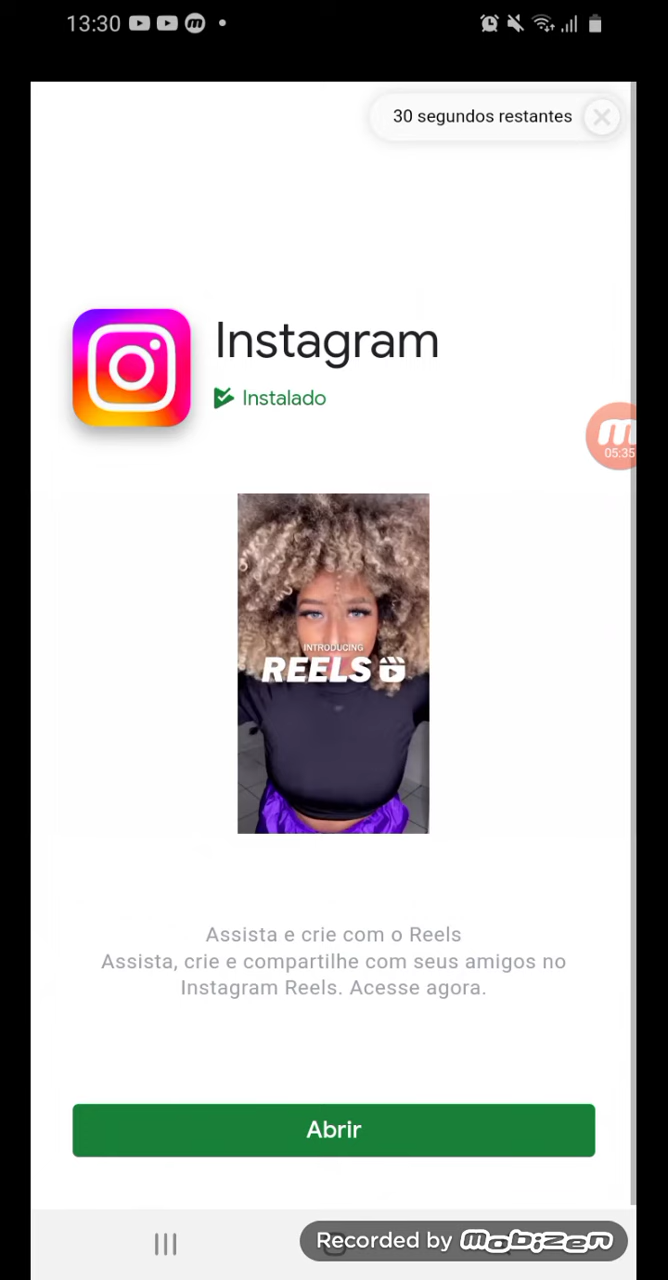 13:30
30 segundos restantes
Instagram
Instalado
05:35
INTRODUCING
REELS
Assista e crie com o Reels
Assista, crie e compartilhe com seus amigos no
Instagram Reels. Acesse agora.
Abrir
Recorded by mobizen